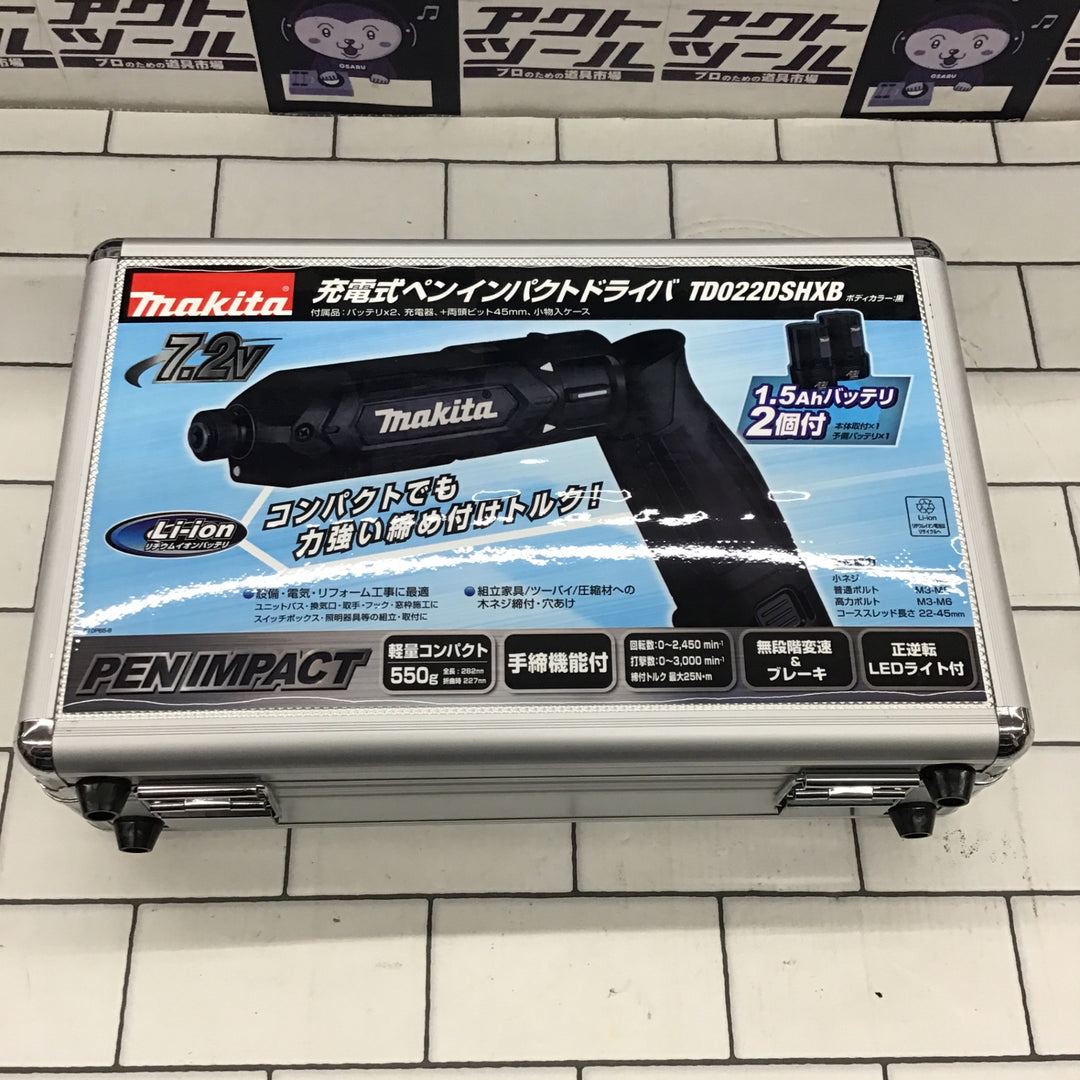 アクト
ツール
プロのための道具市場
OSARU
アクト
ツール
プロのための道具市場
アクト
ツール
プロのための道具市場
OSARU
makita®
充電式ペンインパクトドライバ TD022DSHXB ボディカラー:黒
付属品：バッテリ×2、充電器、+両頭ビット45mm、小物入ケース
7.2V
makita
1.5Ahバッテリ
2個付
本体取付×1
予備バッテリ×1
コンパクトでも
力強い締め付けトルク！
Li-ion
リチウムイオンバッテリ
Li-ion
●設備・電気・リフォーム工事に最適
ユニットバス・換気口・取手・フック・窓枠施工に
スイッチボックス・照明器具等の組立・取付に
●組立家具/ツーバイ/圧縮材への
木ネジ締付・穴あけ
小ネジ
普通ボルト
高力ボルト M3-M6
コーススレッド長さ 22-45mm
PEN IMPACT
軽量コンパクト
550g 全長：282mm
折曲時 227mm
手締機能付
回転数：0～2,450 min⁻¹
打撃数：0～3,000 min⁻¹
締付トルク 最大25N・m
無段階変速
&
ブレーキ
正逆転
LEDライト付